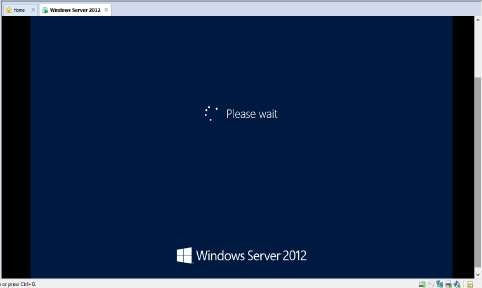 Home
Windows Server 2012
Please wait
Windows Server 2012
or press Ctrl+G.